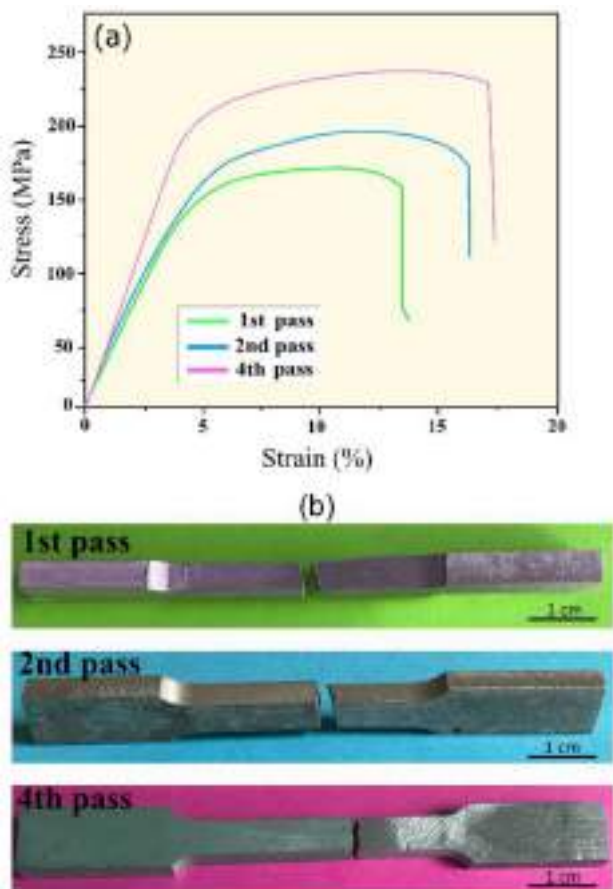 (a)
Stress (MPa)
250
200
150
100
50
0
1st pass
2nd pass
4th pass
0 5 10 15 20
Strain (%)
(b)
1st pass
1 cm
2nd pass
1 cm
4th pass
1 cm